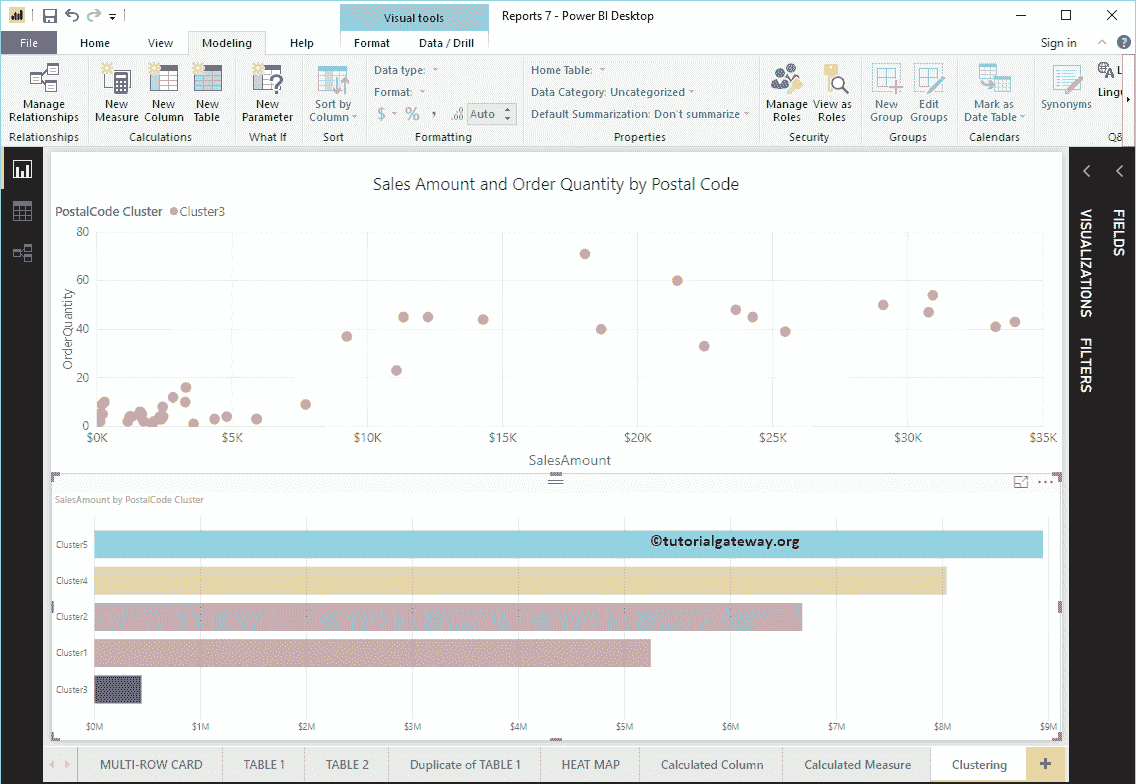 Visual tools
Reports 7 - Power BI Desktop
File Home View Modeling Help Format Data / Drill Sign in
Manage Relationships
New Measure
New Column
New Table
New Parameter
Sort by Column
Data type:
Format:
$ % , .00 Auto
Home Table:
Data Category: Uncategorized
Default Summarization: Don't summarize
Manage Roles
View as Roles
New Group
Edit Groups
Mark as Date Table
Synonyms
Ling
Relationships Calculations What If Sort Formatting Properties Security Groups Calendars Q&
Sales Amount and Order Quantity by Postal Code
PostalCode Cluster Cluster3
OrderQuantity
80
60
40
20
0
$0K $5K $10K $15K $20K $25K $30K $35K
SalesAmount
VISUALIZATIONS
FILTERS
FIELDS
SalesAmount by PostalCode Cluster
Cluster5
©tutorialgateway.org
Cluster4
Cluster2
Cluster1
Cluster3
$0M $1M $2M $3M $4M $5M $6M $7M $8M $9M
MULTI-ROW CARD TABLE 1 TABLE 2 Duplicate of TABLE 1 HEAT MAP Calculated Column Calculated Measure Clustering +